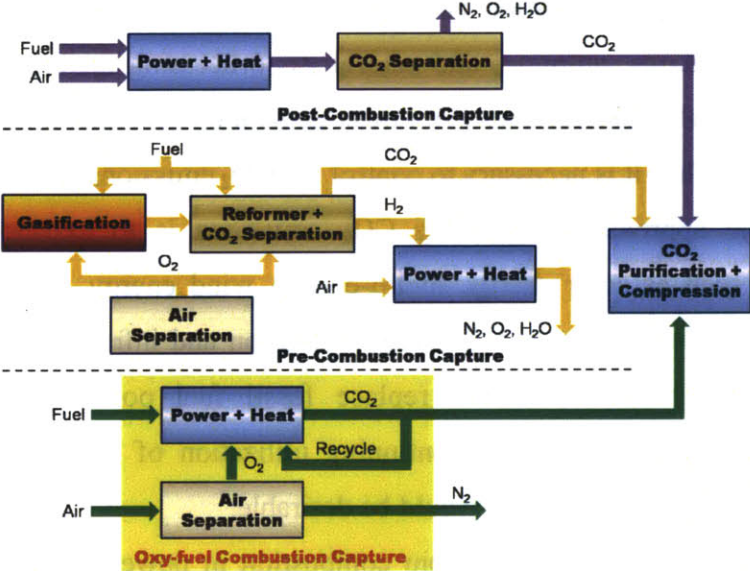 N2, O2, H2O
Fuel
Power + Heat
CO2 Separation
CO2
Air
Post-Combustion Capture
Fuel
CO2
Gasification
Reformer +
CO2 Separation
H2
CO2
Purification +
Compression
O2
Power + Heat
Air
Air
Separation
N2, O2, H2O
Pre-Combustion Capture
Fuel
Power + Heat
CO2
Recycle
O2
Air
Air
Separation
N2
Oxy-fuel Combustion Capture